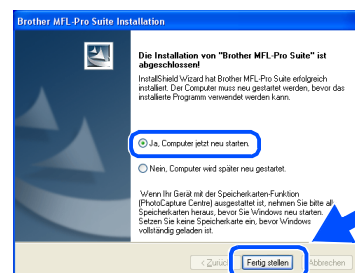 Brother MFL-Pro Suite Installation
Die Installation von "Brother MFL-Pro Suite" ist
abgeschlossen!
InstallShield Wizard hat Brother MFL-Pro Suite erfolgreich
installiert. Der Computer muss neu gestartet werden, bevor das
installierte Programm verwendet werden kann.
Ja, Computer jetzt neu starten.
Nein, Computer wird später neu gestartet.
Wenn Ihr Gerät mit der Speicherkarten-Funktion
(PhotoCapture Centre) ausgestattet ist, nehmen Sie bitte alle
Speicherkarten heraus, bevor Sie Windows neu starten.
Setzen Sie keine Speicherkarte ein, bevor Windows
vollständig geladen ist.
< Zurück Fertig stellen Abbrechen